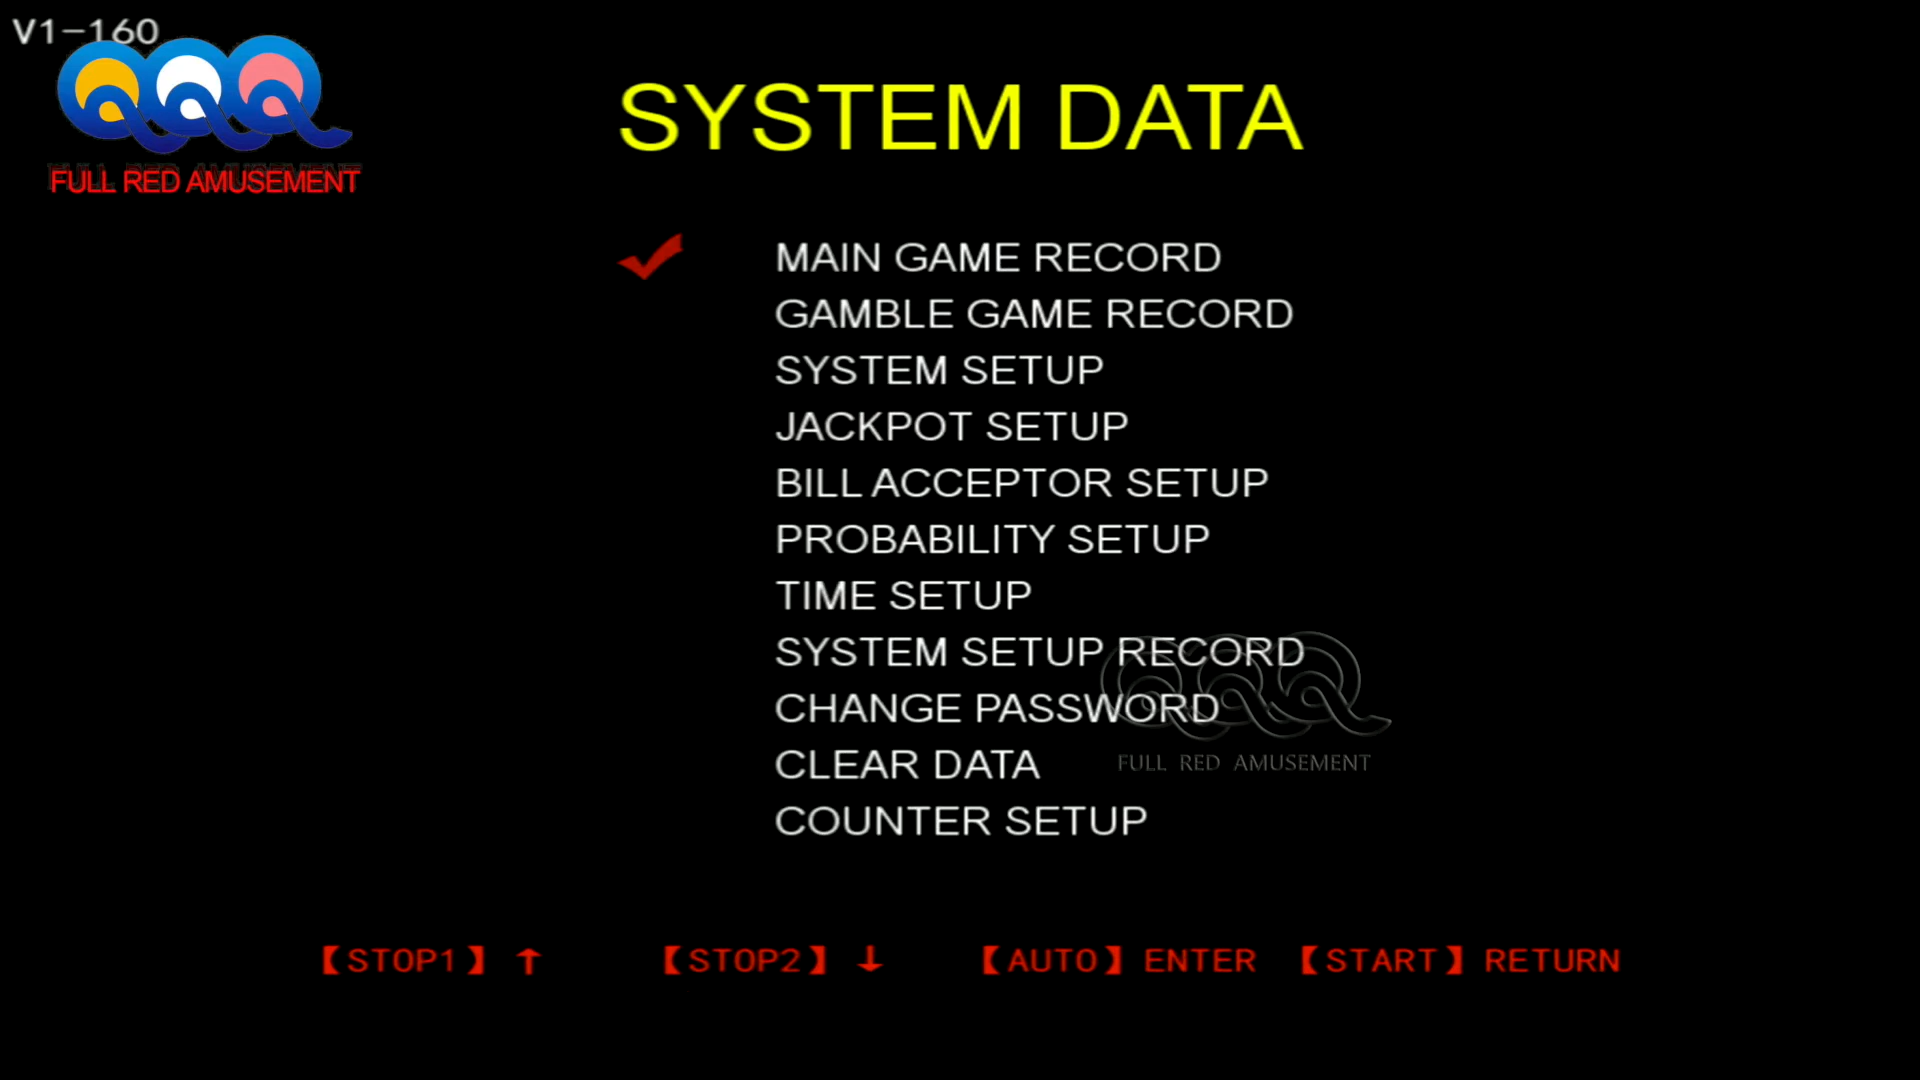 V1-160
FULL RED AMUSEMENT
SYSTEM DATA
MAIN GAME RECORD
GAMBLE GAME RECORD
SYSTEM SETUP
JACKPOT SETUP
BILL ACCEPTOR SETUP
PROBABILITY SETUP
TIME SETUP
SYSTEM SETUP RECORD
CHANGE PASSWORD
CLEAR DATA
FULL RED AMUSEMENT
COUNTER SETUP
【STOP1】 ↑ 【STOP2】 ↓ 【AUTO】 ENTER 【START】 RETURN